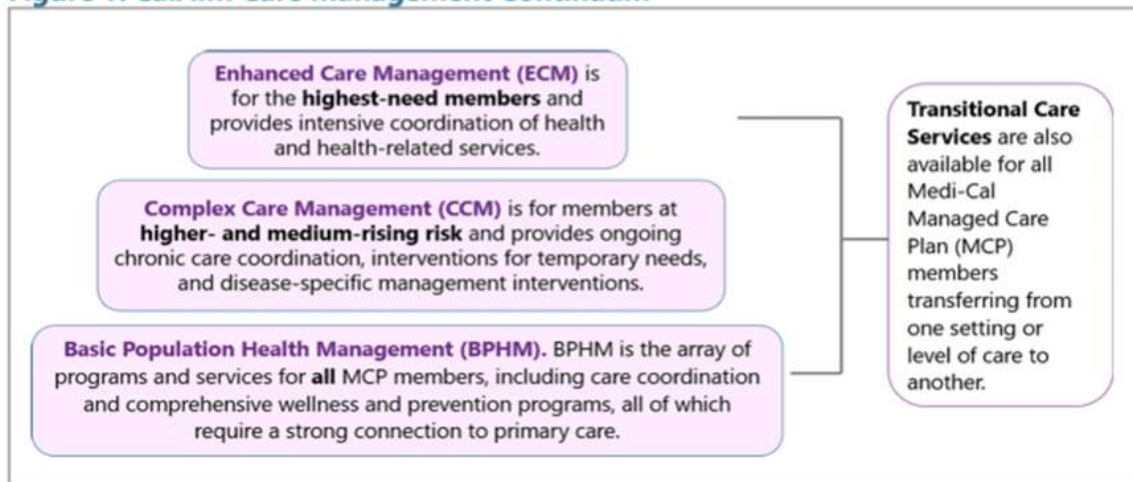 Enhanced Care Management (ECM) is
for the highest-need members and
provides intensive coordination of health
and health-related services.
Complex Care Management (CCM) is for members at
higher- and medium-rising risk and provides ongoing
chronic care coordination, interventions for temporary needs,
and disease-specific management interventions.
Basic Population Health Management (BPHM). BPHM is the array of
programs and services for all MCP members, including care coordination
and comprehensive wellness and prevention programs, all of which
require a strong connection to primary care.
Transitional Care
Services are also
available for all
Medi-Cal
Managed Care
Plan (MCP)
members
transferring from
one setting or
level of care to
another.